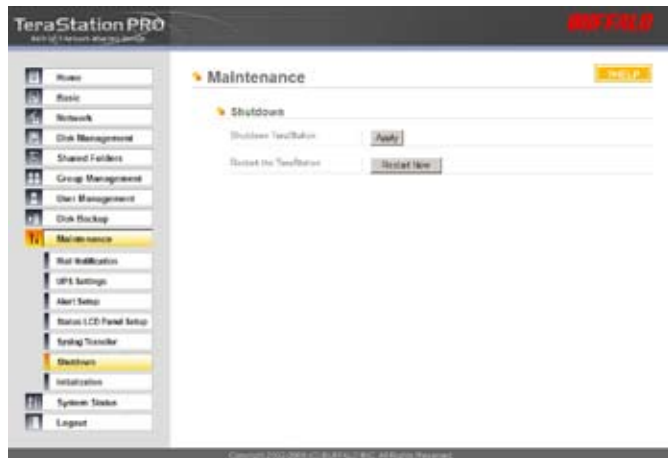 TeraStation PRO
BUFFALO
Home
Basic
Network
Disk Management
Shared Folders
Group Management
User Management
Disk Backup
Maintenance
Mail Notification
UPS Settings
Alert Setup
Status LCD Panel Setup
Syslog Transfer
Shutdown
Initialization
System Status
Logout
Maintenance
HELP
Shutdown
Shutdown TeraStation
Apply
Restart the TeraStation
Restart Now